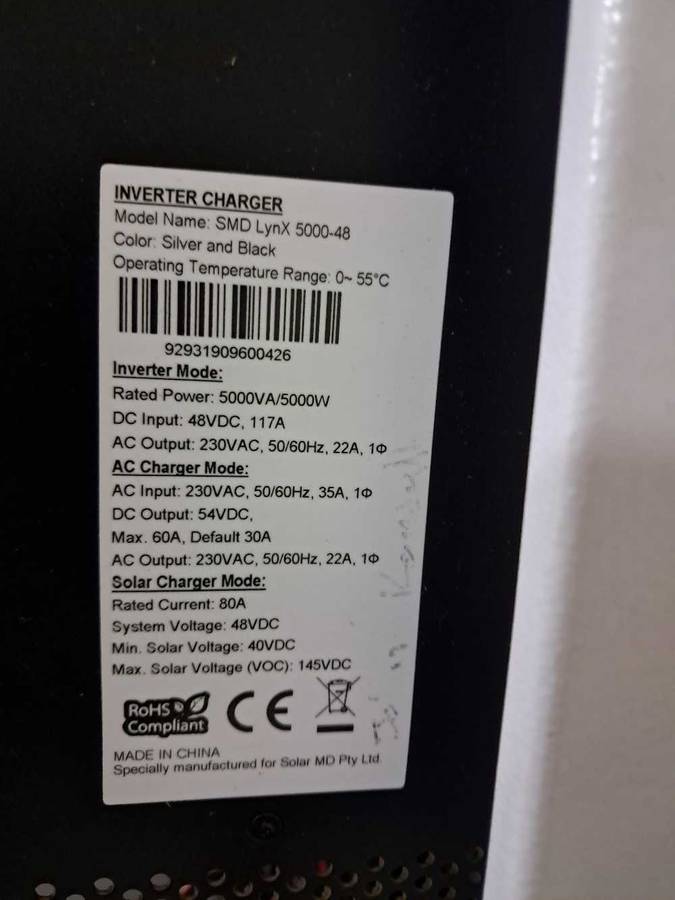 INVERTER CHARGER
Model Name: SMD LynX 5000-48
Color: Silver and Black
Operating Temperature Range: 0~ 55°C
92931909600426
Inverter Mode:
Rated Power: 5000VA/5000W
DC Input: 48VDC, 117A
AC Output: 230VAC, 50/60Hz, 22A, 1Φ
AC Charger Mode:
AC Input: 230VAC, 50/60Hz, 35A, 1Φ
DC Output: 54VDC,
Max. 60A, Default 30A
AC Output: 230VAC, 50/60Hz, 22A, 1Φ
Solar Charger Mode:
Rated Current: 80A
System Voltage: 48VDC
Min. Solar Voltage: 40VDC
Max. Solar Voltage (VOC): 145VDC
RoHS
Compliant
CE
MADE IN CHINA
Specially manufactured for Solar MD Pty Ltd.